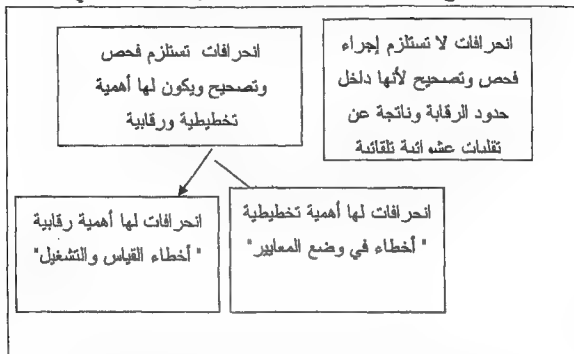 انحرافات لا تستلزم إجراء
فحص وتصحيح لأنها داخل
حدود الرقابة وناتجة عن
تقلبات عشوائية تلقائية
انحرافات تستلزم فحص
وتصحيح ويكون لها أهمية
تخطيطية ورقابية
انحرافات لها أهمية تخطيطية
" أخطاء في وضع المعايير"
انحرافات لها أهمية رقابية
" أخطاء القياس والتشغيل"